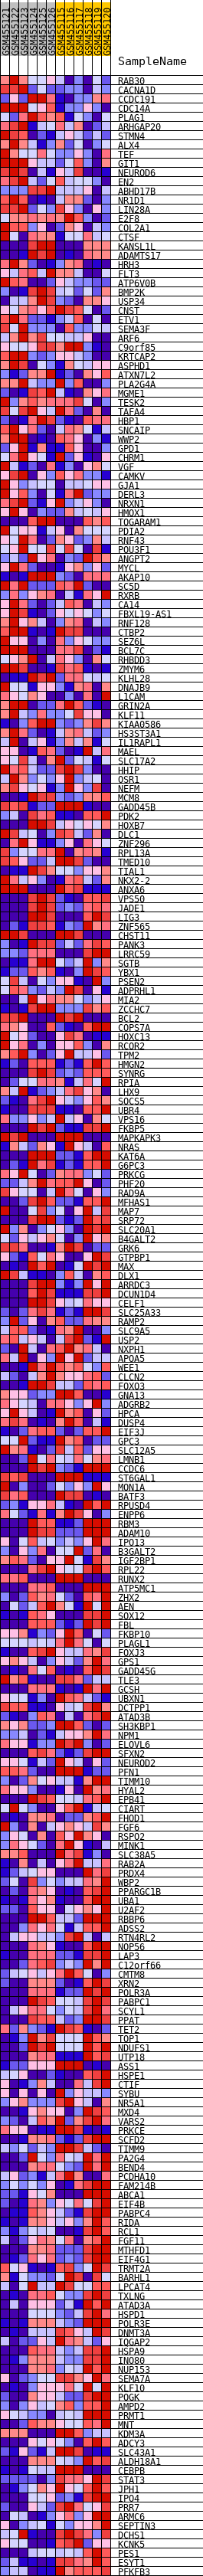 GSM455121
GSM455122
GSM455123
GSM455124
GSM455125
GSM455126
GSM455115
GSM455116
GSM455117
GSM455118
GSM455119
GSM455120
SampleName
RAB30
CACNA1D
CCDC191
CDC14A
PLAG1
ARHGAP20
STMN4
ALX4
TEF
GIT1
NEUROD6
EN2
ABHD17B
NR1D1
LIN28A
E2F8
COL2A1
CTSF
KANSL1L
ADAMTS17
HRH3
FLT3
ATP6V0B
BMP2K
USP34
CNST
ETV1
SEMA3F
ARF6
C9orf85
KRTCAP2
ASPHD1
ATXN7L2
PLA2G4A
MGME1
TESK2
TAFA4
HBP1
SNCAIP
WWP2
GPD1
CHRM1
VGF
CAMKV
GJA1
DERL3
NRXN1
HMOX1
TOGARAM1
PDIA2
RNF43
POU3F1
ANGPT2
MYCL
AKAP10
SC5D
RXRB
CA14
FBXL19-AS1
RNF128
CTBP2
SEZ6L
BCL7C
RHBDD3
ZMYM6
KLHL28
DNAJB9
L1CAM
GRIN2A
KLF11
KIAA0586
HS3ST3A1
IL1RAPL1
MAEL
SLC17A2
HHIP
OSR1
NEFM
MCM8
GADD45B
PDK2
HOXB7
DLC1
ZNF296
RPL13A
TMED10
TIAL1
NKX2-2
ANXA6
VPS50
JADE1
LIG3
ZNF565
CHST11
PANK3
LRRC59
SGTB
YBX1
PSEN2
ADPRHL1
MIA2
ZCCHC7
BCL2
COPS7A
HOXC13
RCOR2
TPM2
HMGN2
SYNRG
RPIA
LHX9
SOCS5
UBR4
VPS16
FKBP5
MAPKAPK3
NRAS
KAT6A
G6PC3
PRKCG
PHF20
RAD9A
MFHAS1
MAP7
SRP72
SLC20A1
B4GALT2
GRK6
GTPBP1
MAX
DLX1
ARRDC3
DCUN1D4
CELF1
SLC25A33
RAMP2
SLC9A5
USP2
NXPH1
APOA5
WEE1
CLCN2
FOXO3
GNA13
ADGRB2
HPCA
DUSP4
EIF3J
GPC3
SLC12A5
LMNB1
CCDC6
ST6GAL1
MON1A
BATF3
RPUSD4
ENPP6
RBM3
ADAM10
IPO13
B3GALT2
IGF2BP1
RPL22
RUNX2
ATP5MC1
ZHX2
AEN
SOX12
FBL
FKBP10
PLAGL1
FOXJ3
GPS1
GADD45G
TLE3
GCSH
UBXN1
DCTPP1
ATAD3B
SH3KBP1
NPM1
ELOVL6
SFXN2
NEUROD2
PFN1
TIMM10
HYAL2
EPB41
CIART
FHOD1
FGF6
RSPO2
MINK1
SLC38A5
RAB2A
PRDX4
WBP2
PPARGC1B
UBA1
U2AF2
RBBP6
ADSS2
RTN4RL2
NOP56
LAP3
C12orf66
CMTM8
XRN2
POLR3A
PABPC1
SCYL1
PPAT
TET2
TOP1
NDUFS1
UTP18
ASS1
HSPE1
CTIF
SYBU
NR5A1
MXD4
VARS2
PRKCE
SCFD2
TIMM9
PA2G4
BEND4
PCDHA10
FAM214B
ABCA1
EIF4B
PABPC4
RIDA
RCL1
FGF11
MTHFD1
EIF4G1
TRMT2A
BARHL1
LPCAT4
TXLNG
ATAD3A
HSPD1
POLR3E
DNMT3A
IQGAP2
HSPA9
INO80
NUP153
SEMA7A
KLF10
POGK
AMPD2
PRMT1
MNT
KDM3A
ADCY3
SLC43A1
ALDH18A1
CEBPB
STAT3
JPH1
IPO4
PRR7
ARMC6
SEPTIN3
DCHS1
KCNK5
PES1
ESYT1
PFKFB3